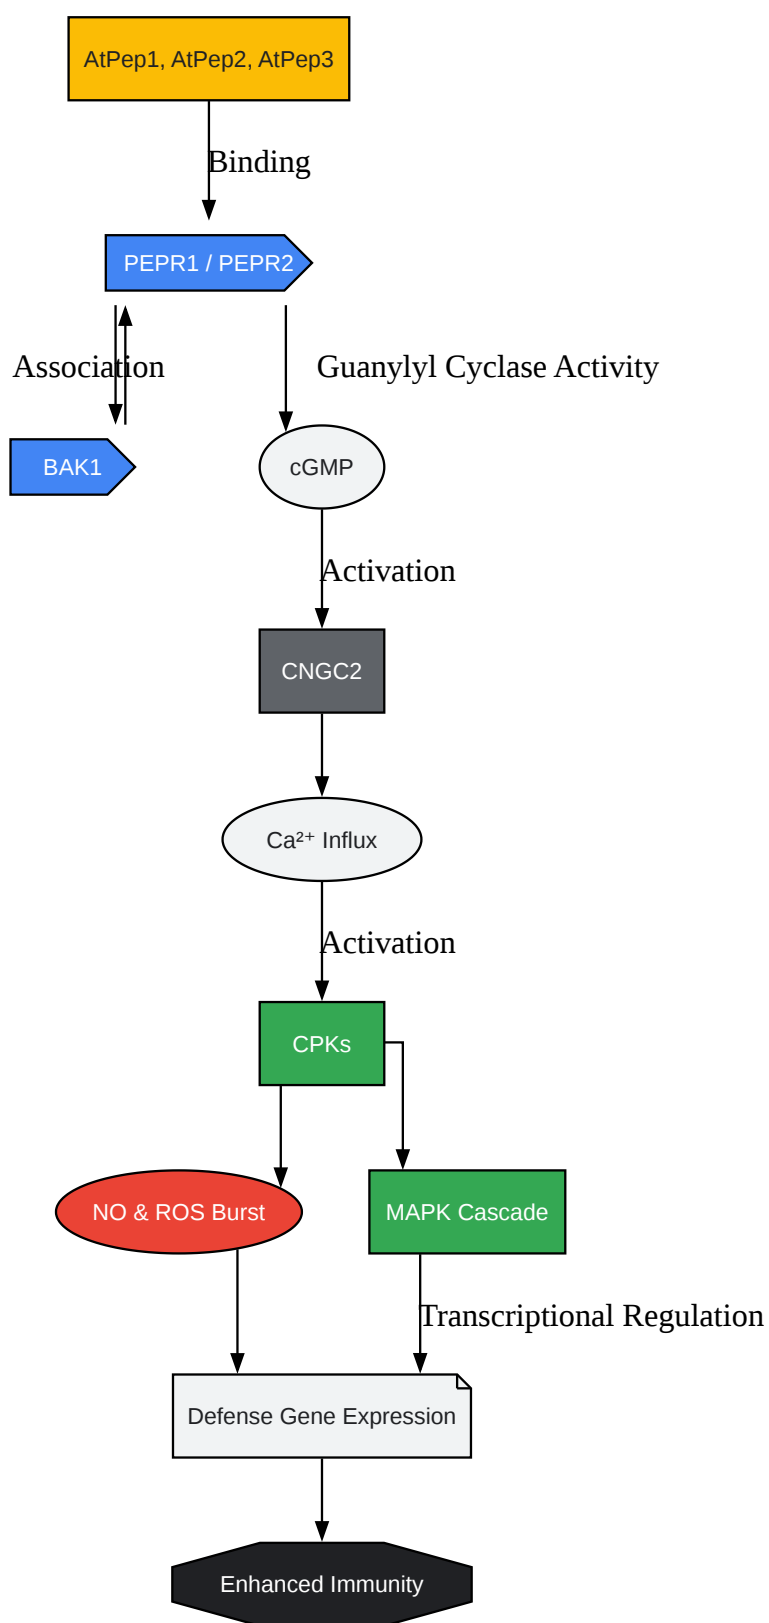 AtPep1, AtPep2, AtPep3
Binding
PEPR1 / PEPR2
Association
Guanylyl Cyclase Activity
BAK1
cGMP
Activation
CNGC2
Ca²⁺ Influx
Activation
CPKs
NO & ROS Burst
MAPK Cascade
Transcriptional Regulation
Defense Gene Expression
Enhanced Immunity